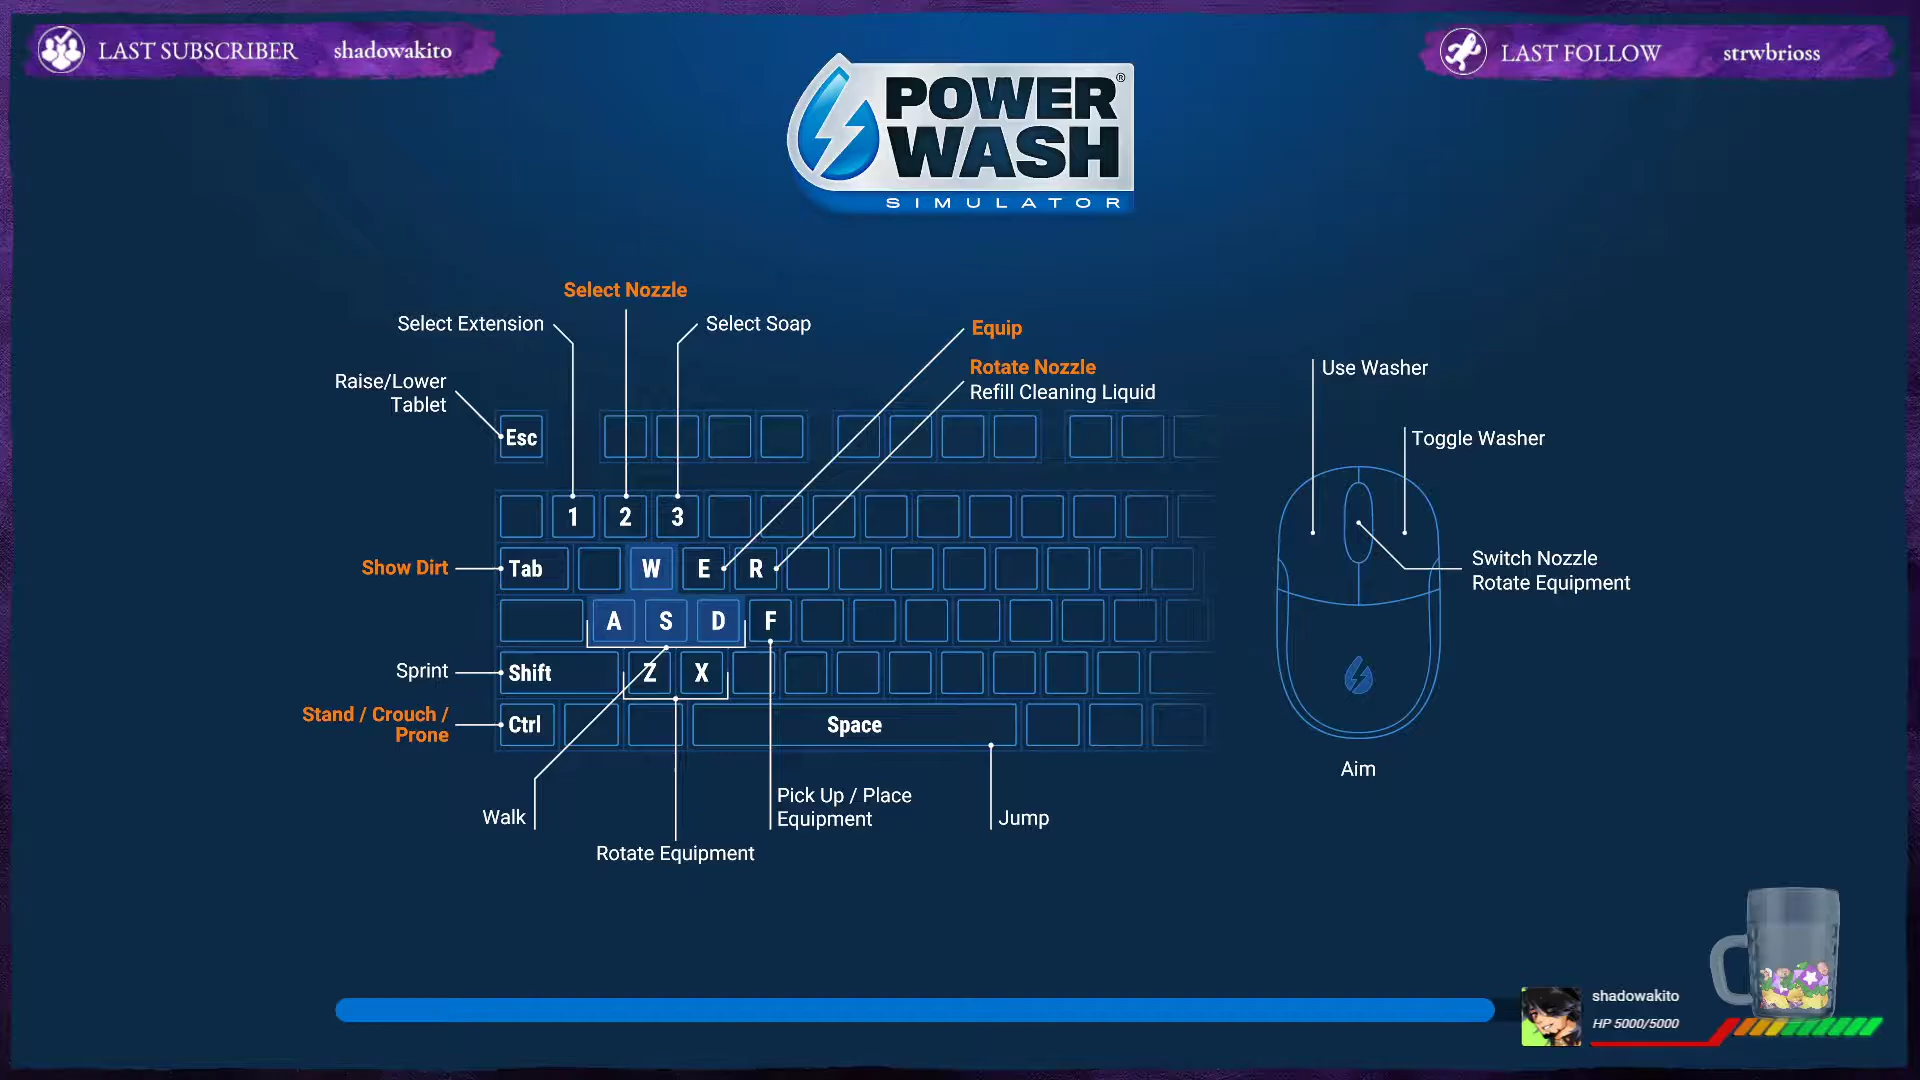 LAST SUBSCRIBER shadowakito
LAST FOLLOW strwbrioss
POWER®
WASH
SIMULATOR
Select Nozzle
Select Extension
Select Soap
Equip
Rotate Nozzle
Refill Cleaning Liquid
Raise/Lower
Tablet
Use Washer
Toggle Washer
Esc
1 2 3
Show Dirt
Tab W E R
Switch Nozzle
Rotate Equipment
A S D F
Sprint
Shift Z X
Stand / Crouch /
Prone
Ctrl Space
Aim
Walk
Pick Up / Place
Equipment
Jump
Rotate Equipment
shadowakito
HP 5000/5000